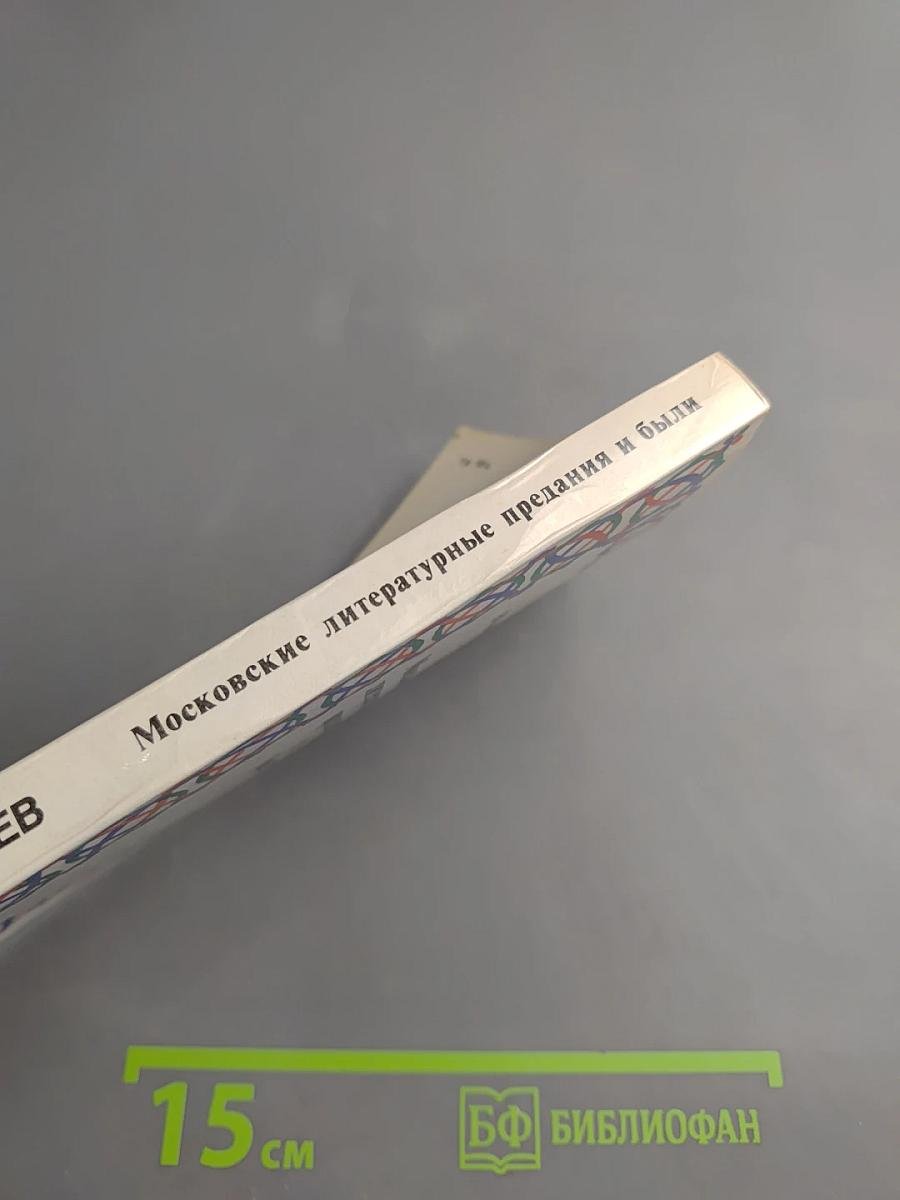 Московские литературные предания и были
ЕВ
15 см
БФ БИБЛИОФАН